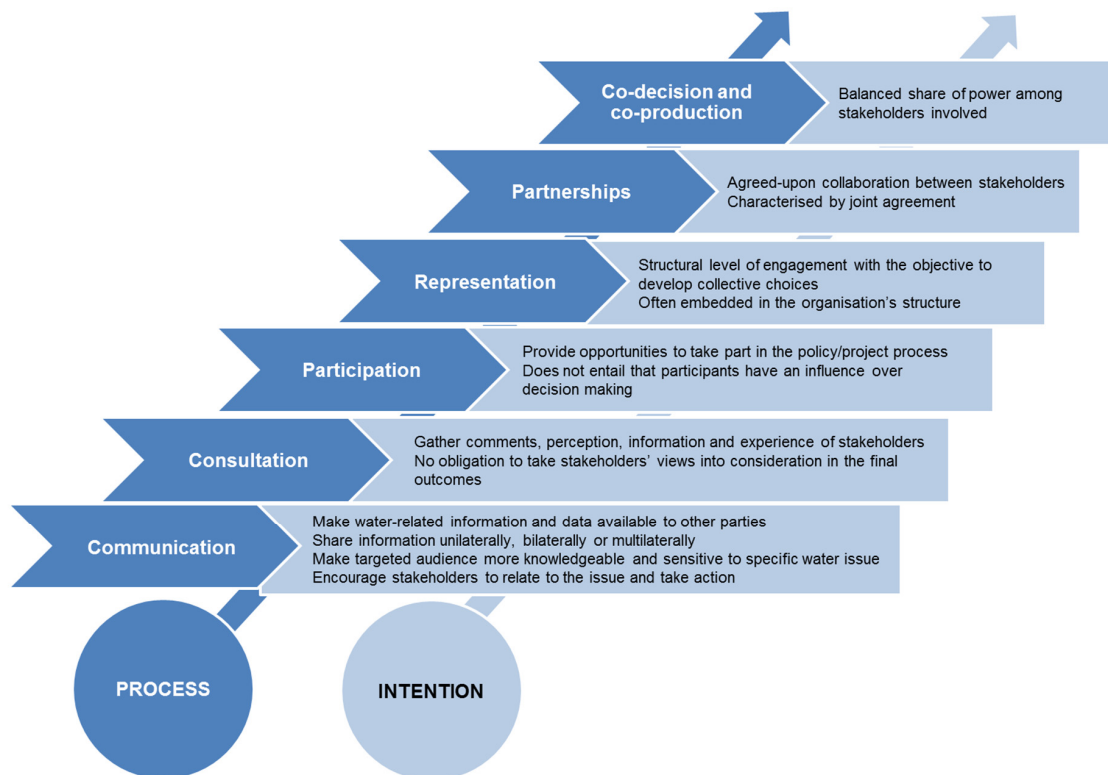 Co-decision and
co-production
Balanced share of power among
stakeholders involved
Partnerships
Agreed-upon collaboration between stakeholders
Characterised by joint agreement
Representation
Structural level of engagement with the objective to
develop collective choices
Often embedded in the organisation's structure
Participation
Provide opportunities to take part in the policy/project process
Does not entail that participants have an influence over
decision making
Consultation
Gather comments, perception, information and experience of stakeholders
No obligation to take stakeholders' views into consideration in the final
outcomes
Communication
Make water-related information and data available to other parties
Share information unilaterally, bilaterally or multilaterally
Make targeted audience more knowledgeable and sensitive to specific water issue
Encourage stakeholders to relate to the issue and take action
PROCESS
INTENTION